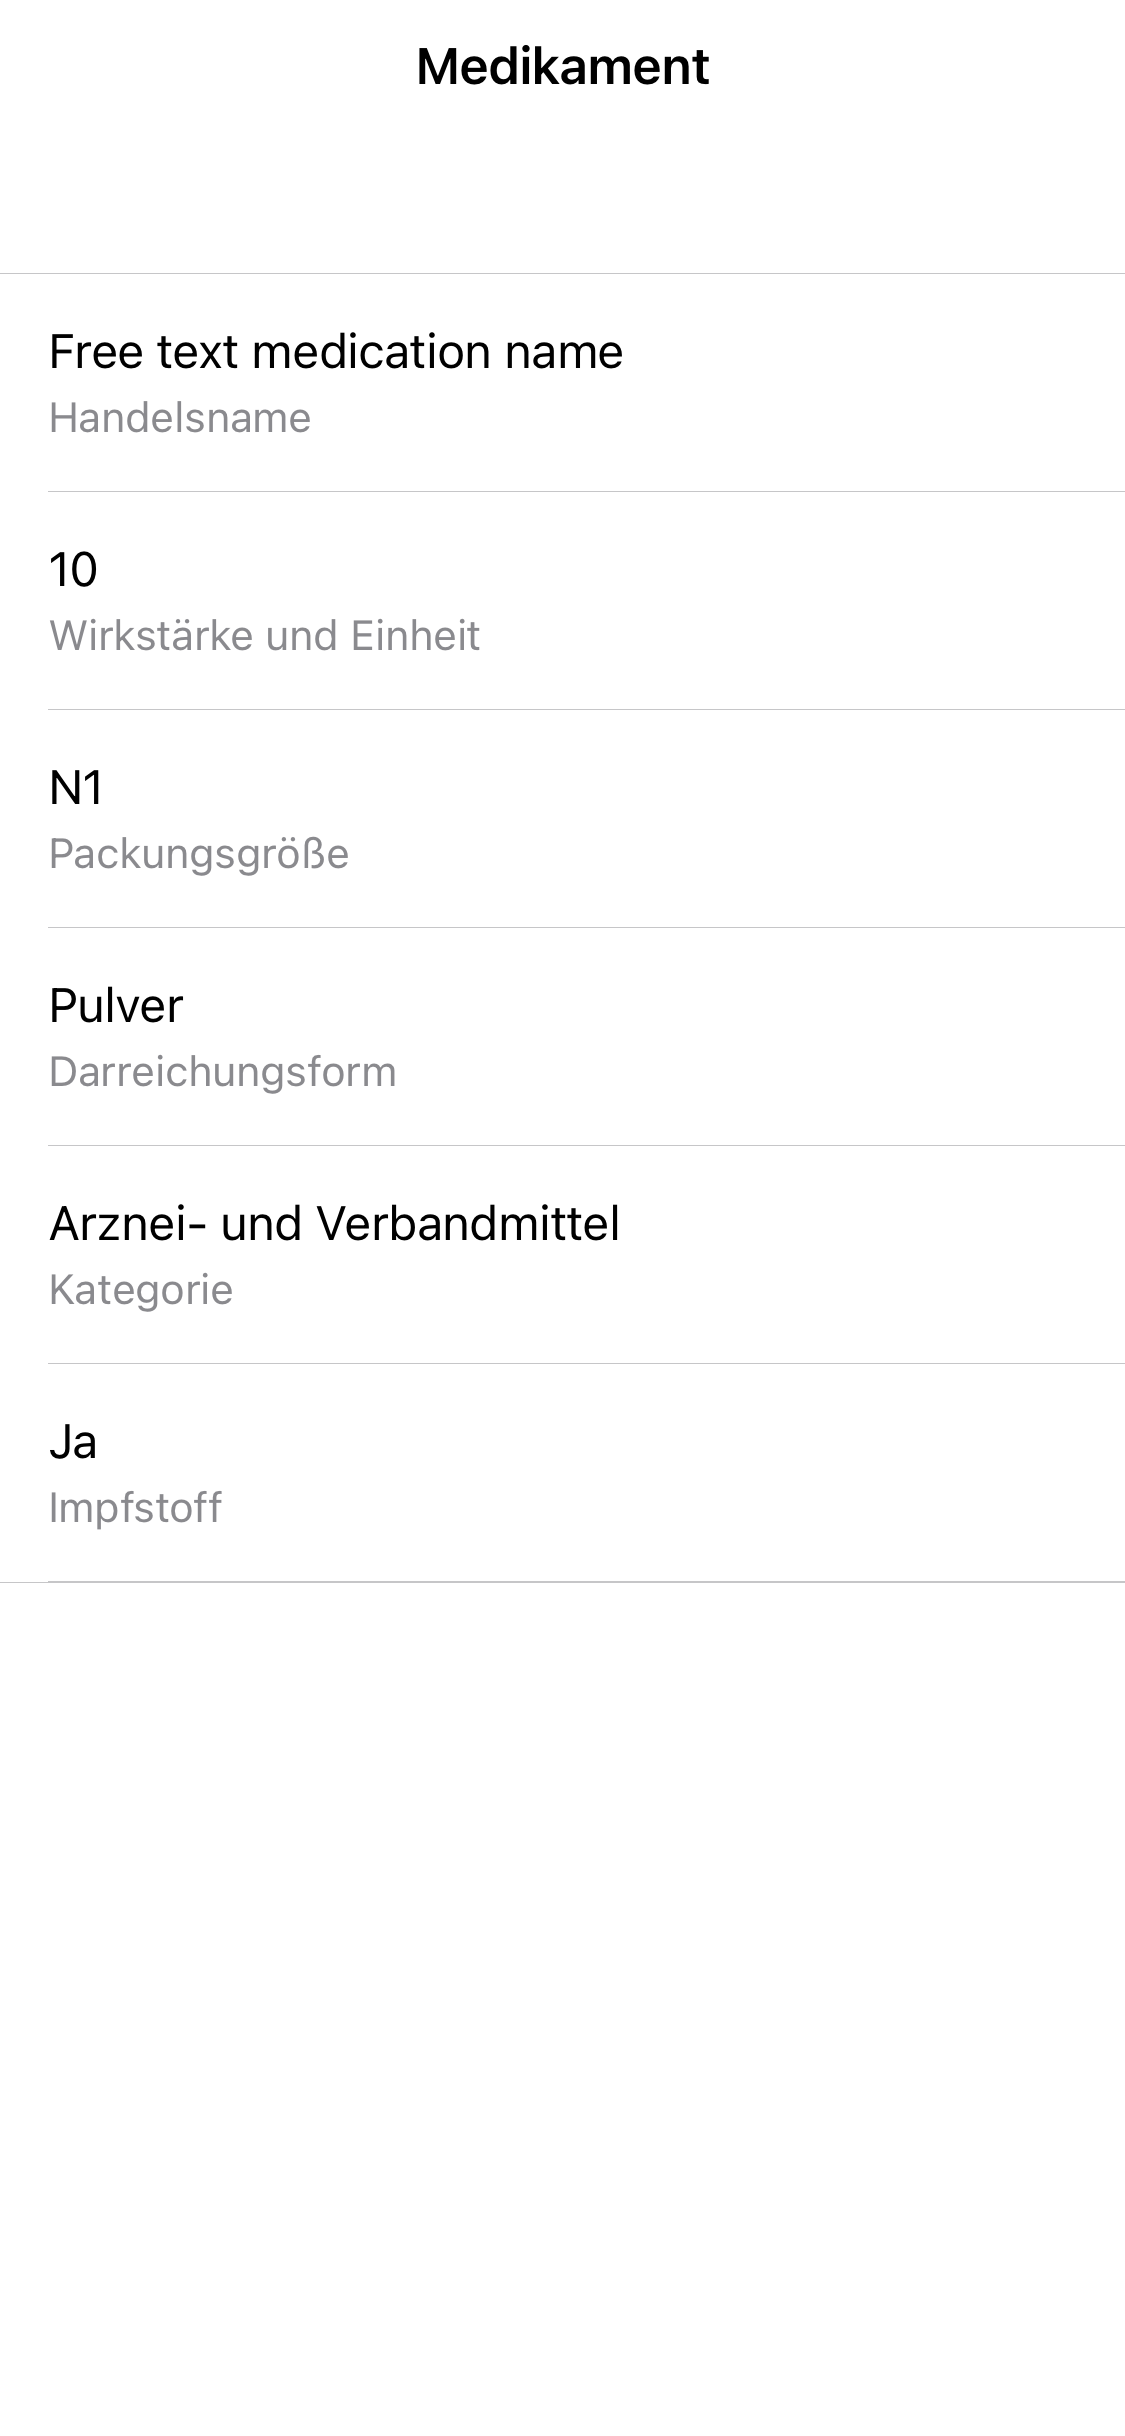 Medikament
Free text medication name
Handelsname
10
Wirkstärke und Einheit
N1
Packungsgröße
Pulver
Darreichungsform
Arznei- und Verbandmittel
Kategorie
Ja
Impfstoff